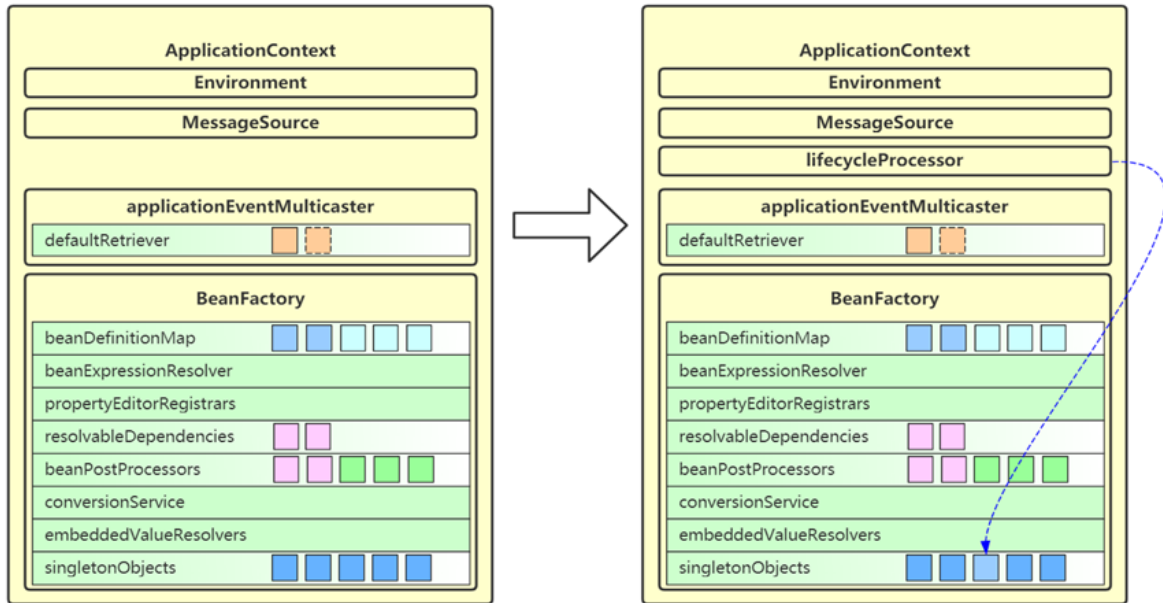 ApplicationContext
Environment
MessageSource
applicationEventMulticaster
defaultRetriever
BeanFactory
beanDefinitionMap
beanExpressionResolver
propertyEditorRegistrars
resolvableDependencies
beanPostProcessors
conversionService
embeddedValueResolvers
singletonObjects
ApplicationContext
Environment
MessageSource
lifecycleProcessor
applicationEventMulticaster
defaultRetriever
BeanFactory
beanDefinitionMap
beanExpressionResolver
propertyEditorRegistrars
resolvableDependencies
beanPostProcessors
conversionService
embeddedValueResolvers
singletonObjects